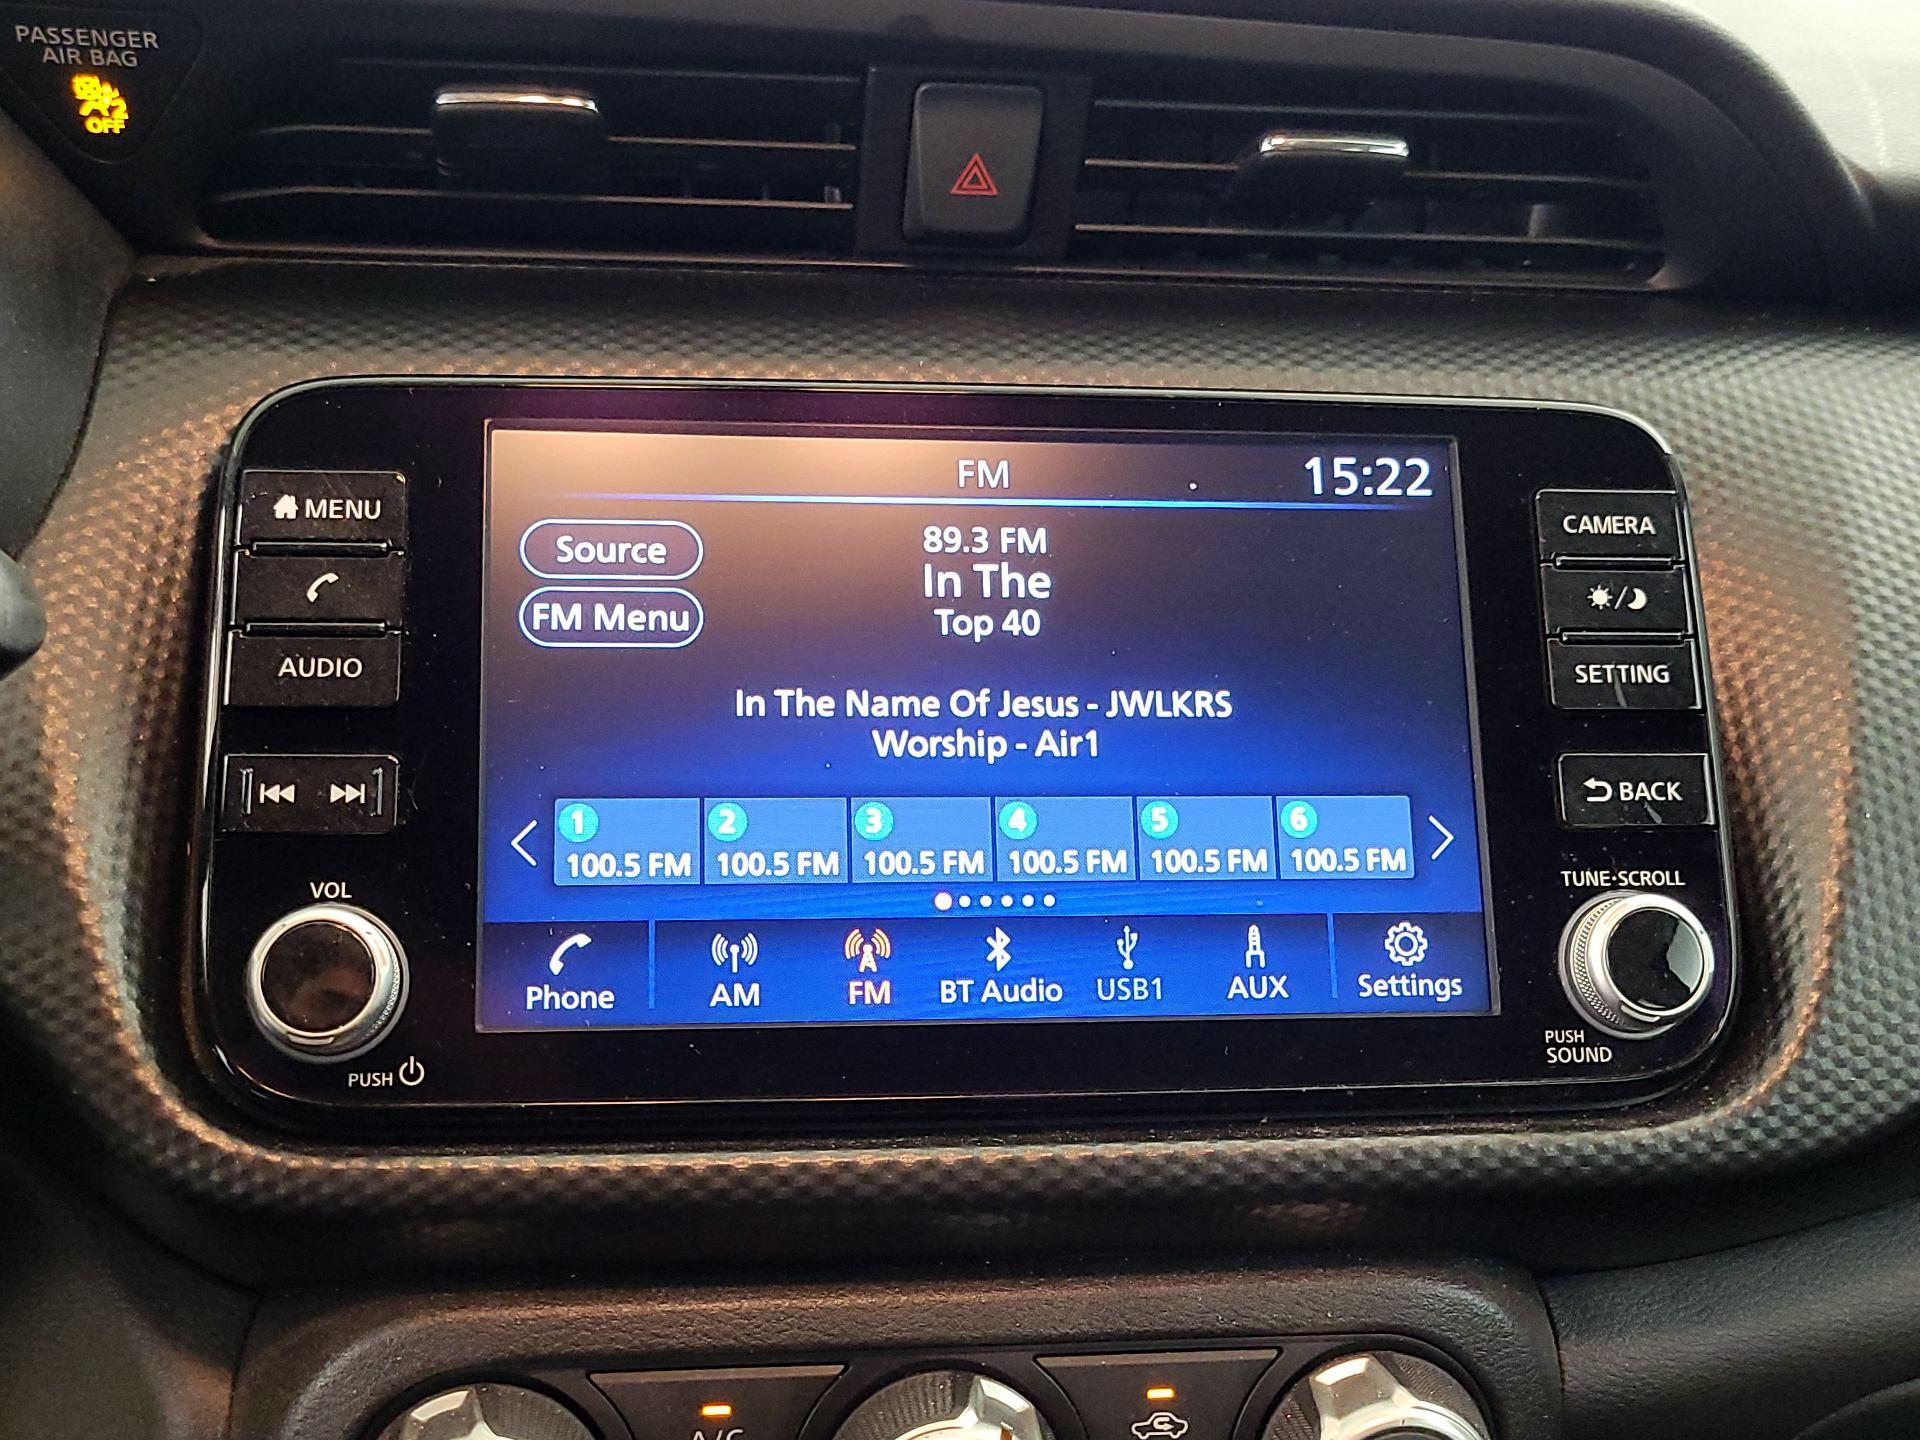 PASSENGER
AIR BAG
2
OFF
FM
15:22
MENU
AUDIO
VOL
PUSH
Source
FM Menu
89.3 FM
In The
Top 40
In The Name Of Jesus - JWLKRS
Worship - Air1
1
2
3
4
5
6
100.5 FM
100.5 FM
100.5 FM
100.5 FM
100.5 FM
100.5 FM
Phone
AM
FM
BT Audio
USB1
AUX
Settings
CAMERA
SETTING
BACK
TUNE·SCROLL
PUSH
SOUND
A/C